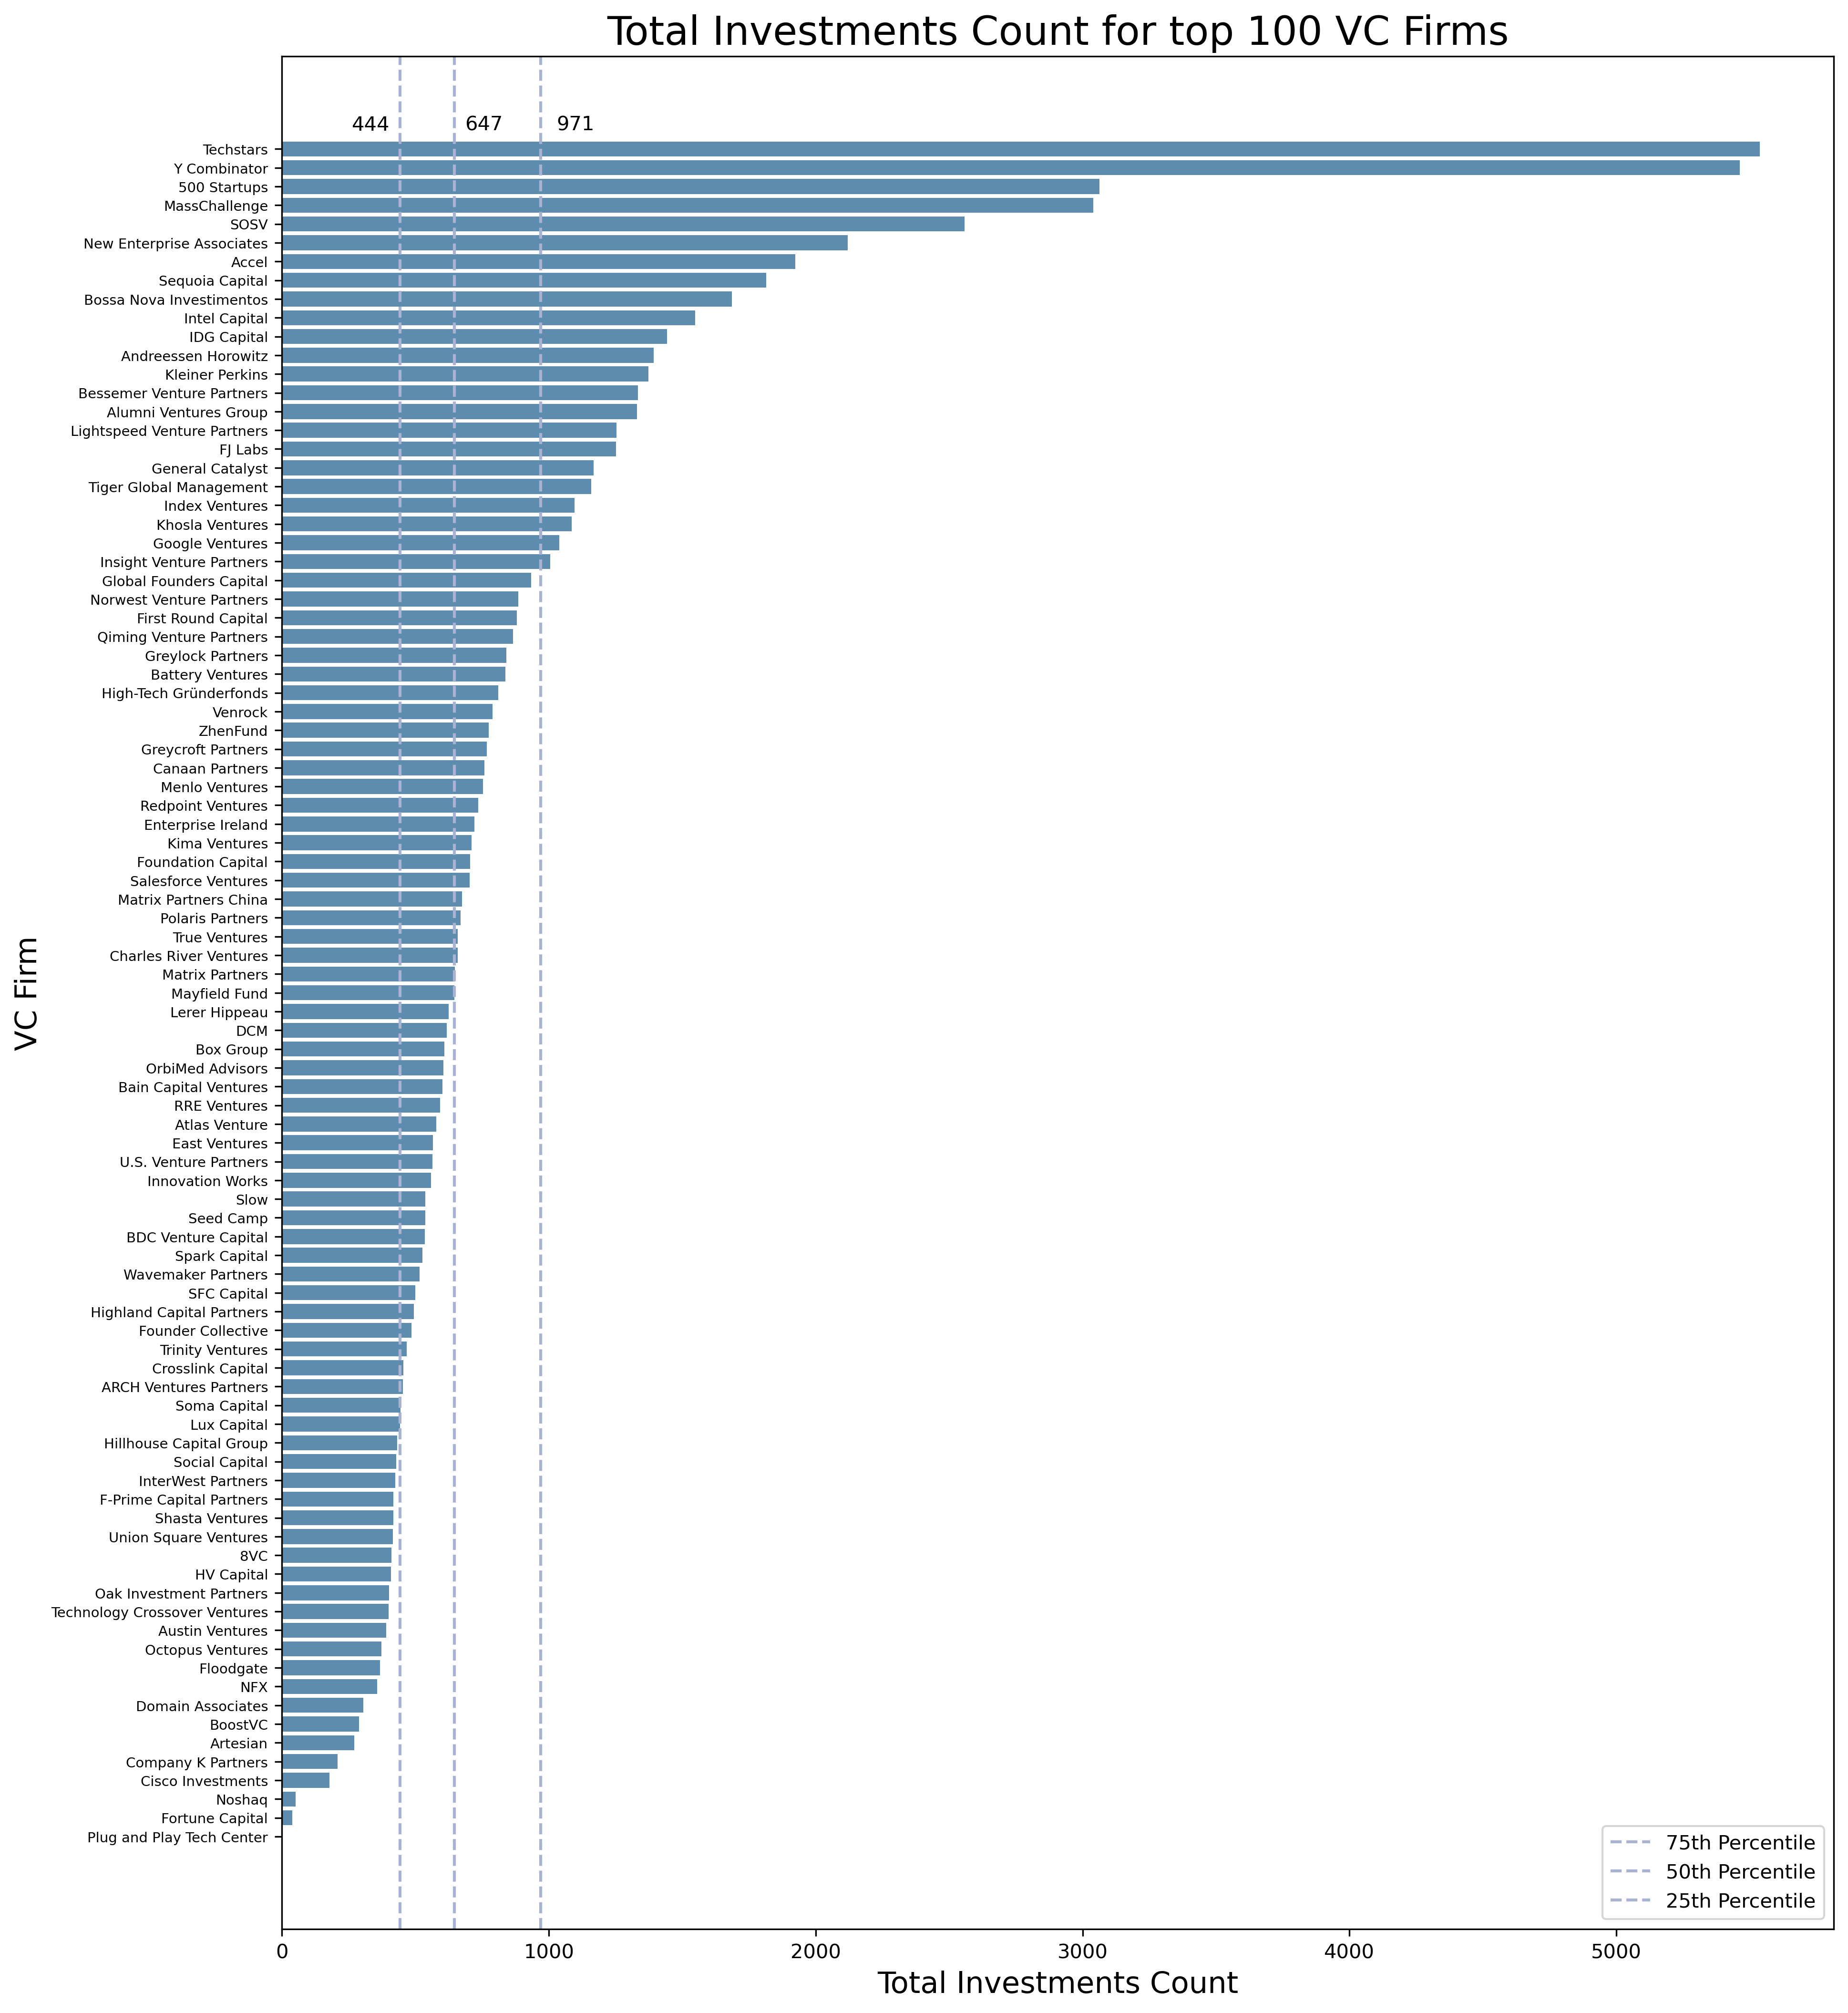 Total Investments Count for top 100 VC Firms
444 647 971
Techstars
Y Combinator
500 Startups
MassChallenge
SOSV
New Enterprise Associates
Accel
Sequoia Capital
Bossa Nova Investimentos
Intel Capital
IDG Capital
Andreessen Horowitz
Kleiner Perkins
Bessemer Venture Partners
Alumni Ventures Group
Lightspeed Venture Partners
FJ Labs
General Catalyst
Tiger Global Management
Index Ventures
Khosla Ventures
Google Ventures
Insight Venture Partners
Global Founders Capital
Norwest Venture Partners
First Round Capital
Qiming Venture Partners
Greylock Partners
Battery Ventures
High-Tech Gründerfonds
Venrock
ZhenFund
Greycroft Partners
Canaan Partners
Menlo Ventures
Redpoint Ventures
Enterprise Ireland
Kima Ventures
Foundation Capital
Salesforce Ventures
Matrix Partners China
Polaris Partners
True Ventures
Charles River Ventures
Matrix Partners
Mayfield Fund
Lerer Hippeau
DCM
Box Group
OrbiMed Advisors
Bain Capital Ventures
RRE Ventures
Atlas Venture
East Ventures
U.S. Venture Partners
Innovation Works
Slow
Seed Camp
BDC Venture Capital
Spark Capital
Wavemaker Partners
SFC Capital
Highland Capital Partners
Founder Collective
Trinity Ventures
Crosslink Capital
ARCH Ventures Partners
Soma Capital
Lux Capital
Hillhouse Capital Group
Social Capital
InterWest Partners
F-Prime Capital Partners
Shasta Ventures
Union Square Ventures
8VC
HV Capital
Oak Investment Partners
Technology Crossover Ventures
Austin Ventures
Octopus Ventures
Floodgate
NFX
Domain Associates
BoostVC
Artesian
Company K Partners
Cisco Investments
Noshaq
Fortune Capital
Plug and Play Tech Center
VC Firm
75th Percentile
50th Percentile
25th Percentile
0 1000 2000 3000 4000 5000
Total Investments Count